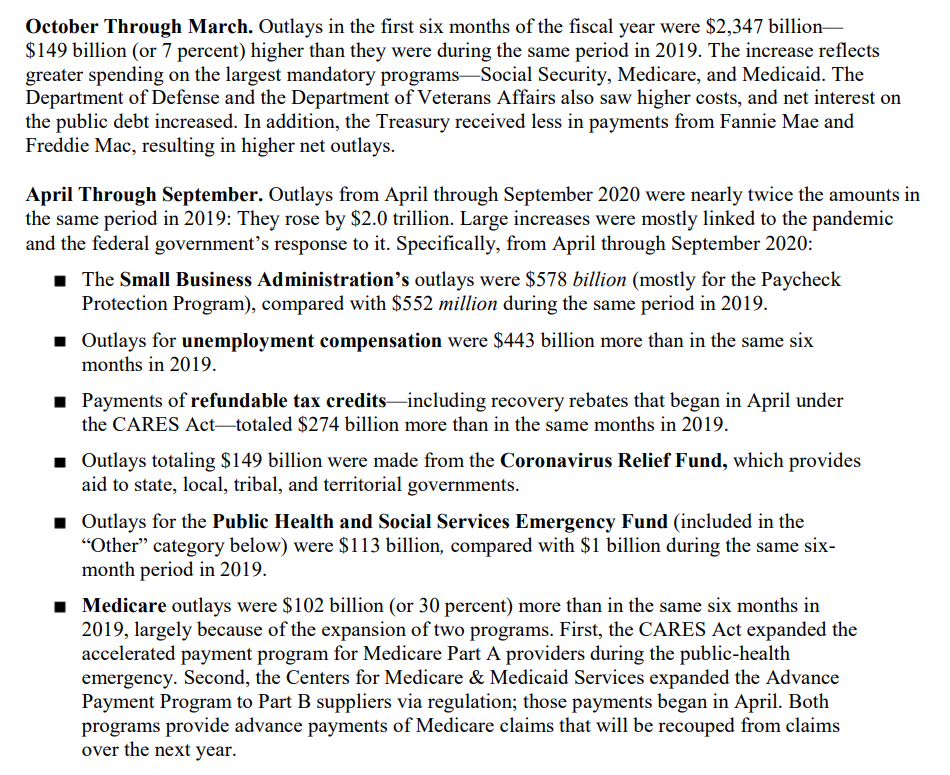 October Through March. Outlays in the first six months of the fiscal year were $2,347 billion—
$149 billion (or 7 percent) higher than they were during the same period in 2019. The increase reflects
greater spending on the largest mandatory programs—Social Security, Medicare, and Medicaid. The
Department of Defense and the Department of Veterans Affairs also saw higher costs, and net interest on
the public debt increased. In addition, the Treasury received less in payments from Fannie Mae and
Freddie Mac, resulting in higher net outlays.
April Through September. Outlays from April through September 2020 were nearly twice the amounts in
the same period in 2019: They rose by $2.0 trillion. Large increases were mostly linked to the pandemic
and the federal government’s response to it. Specifically, from April through September 2020:
■ The Small Business Administration’s outlays were $578 billion (mostly for the Paycheck
Protection Program), compared with $552 million during the same period in 2019.
■ Outlays for unemployment compensation were $443 billion more than in the same six
months in 2019.
■ Payments of refundable tax credits—including recovery rebates that began in April under
the CARES Act—totaled $274 billion more than in the same months in 2019.
■ Outlays totaling $149 billion were made from the Coronavirus Relief Fund, which provides
aid to state, local, tribal, and territorial governments.
■ Outlays for the Public Health and Social Services Emergency Fund (included in the
“Other” category below) were $113 billion, compared with $1 billion during the same six-
month period in 2019.
■ Medicare outlays were $102 billion (or 30 percent) more than in the same six months in
2019, largely because of the expansion of two programs. First, the CARES Act expanded the
accelerated payment program for Medicare Part A providers during the public-health
emergency. Second, the Centers for Medicare & Medicaid Services expanded the Advance
Payment Program to Part B suppliers via regulation; those payments began in April. Both
programs provide advance payments of Medicare claims that will be recouped from claims
over the next year.